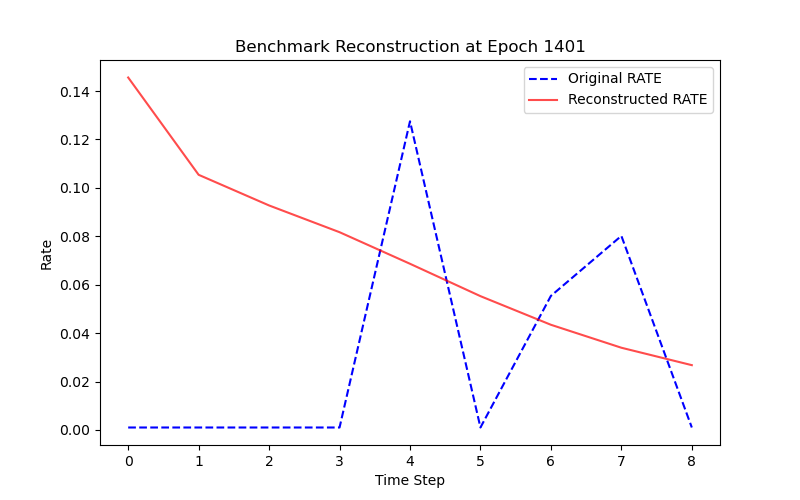 Benchmark Reconstruction at Epoch 1401
Original RATE
Reconstructed RATE
0.14
0.12
0.10
0.08
0.06
0.04
0.02
0.00
Rate
0 1 2 3 4 5 6 7 8
Time Step